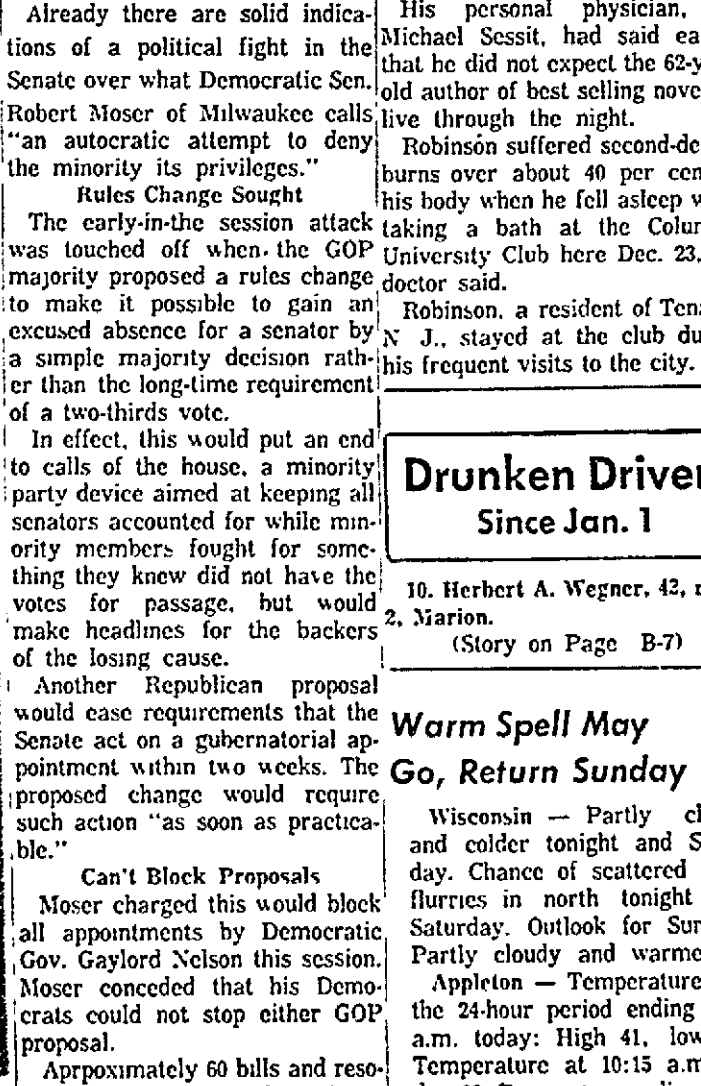 Already there are solid indica-
tions of a political fight in the
Senate over what Democratic Sen.
Robert Moser of Milwaukee calls
"an autocratic attempt to deny
the minority its privileges."
Rules Change Sought
The early-in-the session attack
was touched off when the GOP
majority proposed a rules change
to make it possible to gain an
excused absence for a senator by
a simple majority decision rath-
er than the long-time requirement
of a two-thirds vote.
In effect, this would put an end
to calls of the house, a minority
party device aimed at keeping all
senators accounted for while min-
ority members fought for some-
thing they knew did not have the
votes for passage, but would
make headlines for the backers
of the losing cause.
Another Republican proposal
would ease requirements that the
Senate act on a gubernatorial ap-
pointment within two weeks. The
proposed change would require
such action "as soon as practica-
ble."
Can't Block Proposals
Moser charged this would block
all appointments by Democratic
Gov. Gaylord Nelson this session.
Moser conceded that his Demo-
crats could not stop either GOP
proposal.
Aprpoximately 60 bills and reso-
His personal physician,
Michael Sessit, had said ea
that he did not expect the 62-y
old author of best selling nove
live through the night.
Robinson suffered second-de
burns over about 40 per cen
his body when he fell asleep w
taking a bath at the Colum
University Club here Dec. 23,
doctor said.
Robinson, a resident of Tena
N J., stayed at the club du
his frequent visits to the city.
Drunken Driver
Since Jan. 1
10. Herbert A. Wegner, 42, r
2, Marion.
(Story on Page B-7)
Warm Spell May
Go, Return Sunday
Wisconsin — Partly cl
and colder tonight and S
day. Chance of scattered
flurries in north tonight
Saturday. Outlook for Sun
Partly cloudy and warme
Appleton — Temperature
the 24-hour period ending
a.m. today: High 41, low
Temperature at 10:15 a.m